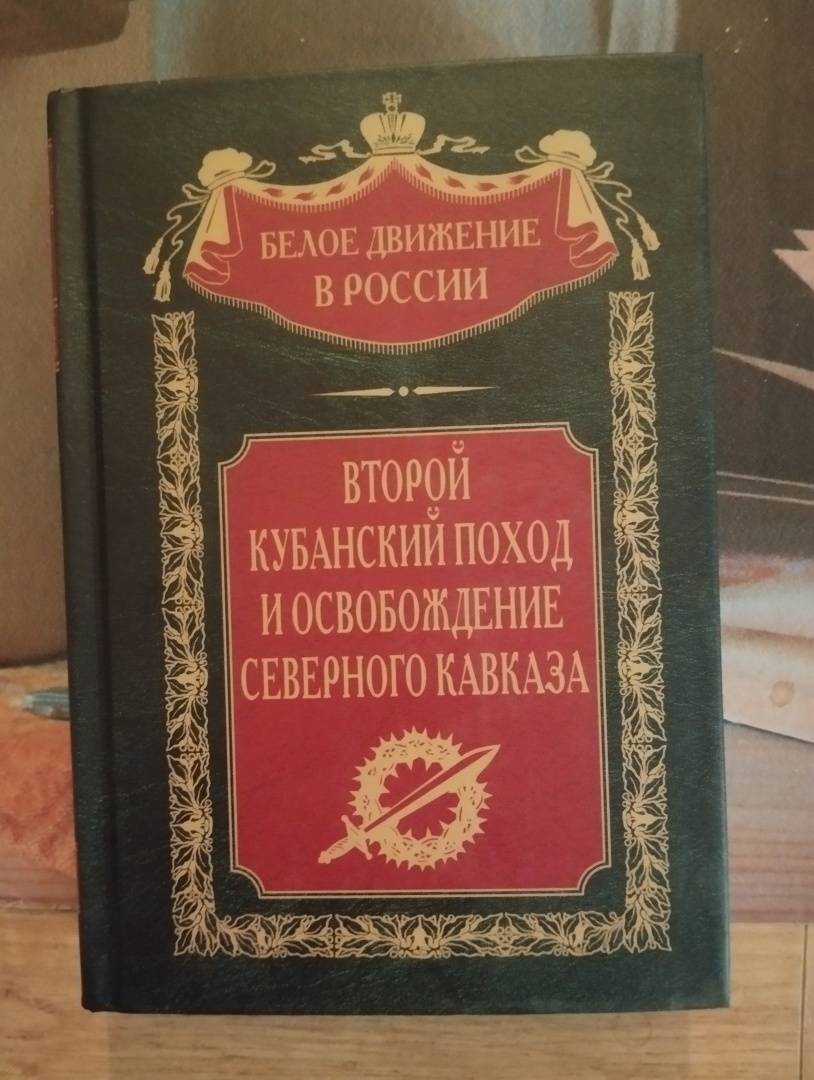 БЕЛОЕ ДВИЖЕНИЕ
В РОССИИ
ВТОРОЙ
КУБАНСКИЙ ПОХОД
И ОСВОБОЖДЕНИЕ
СЕВЕРНОГО КАВКАЗА